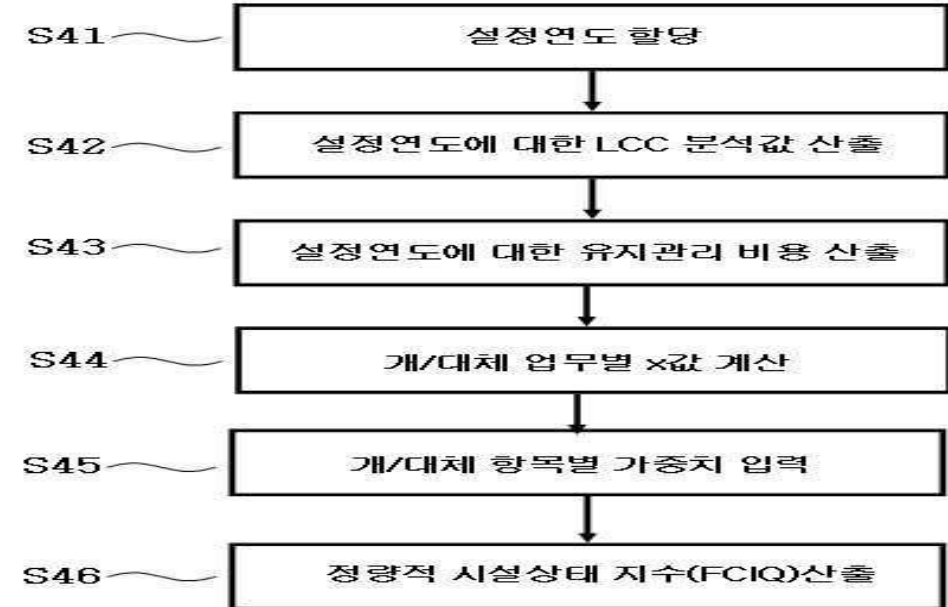 S41 설정연도 할당
S42 설정연도에 대한 LCC 분석값 산출
S43 설정연도에 대한 유지관리 비용 산출
S44 개/대체 업무별 x값 계산
S45 개/대체 항목별 가중치 입력
S46 정량적 시설상태 지수(FCIQ)산출